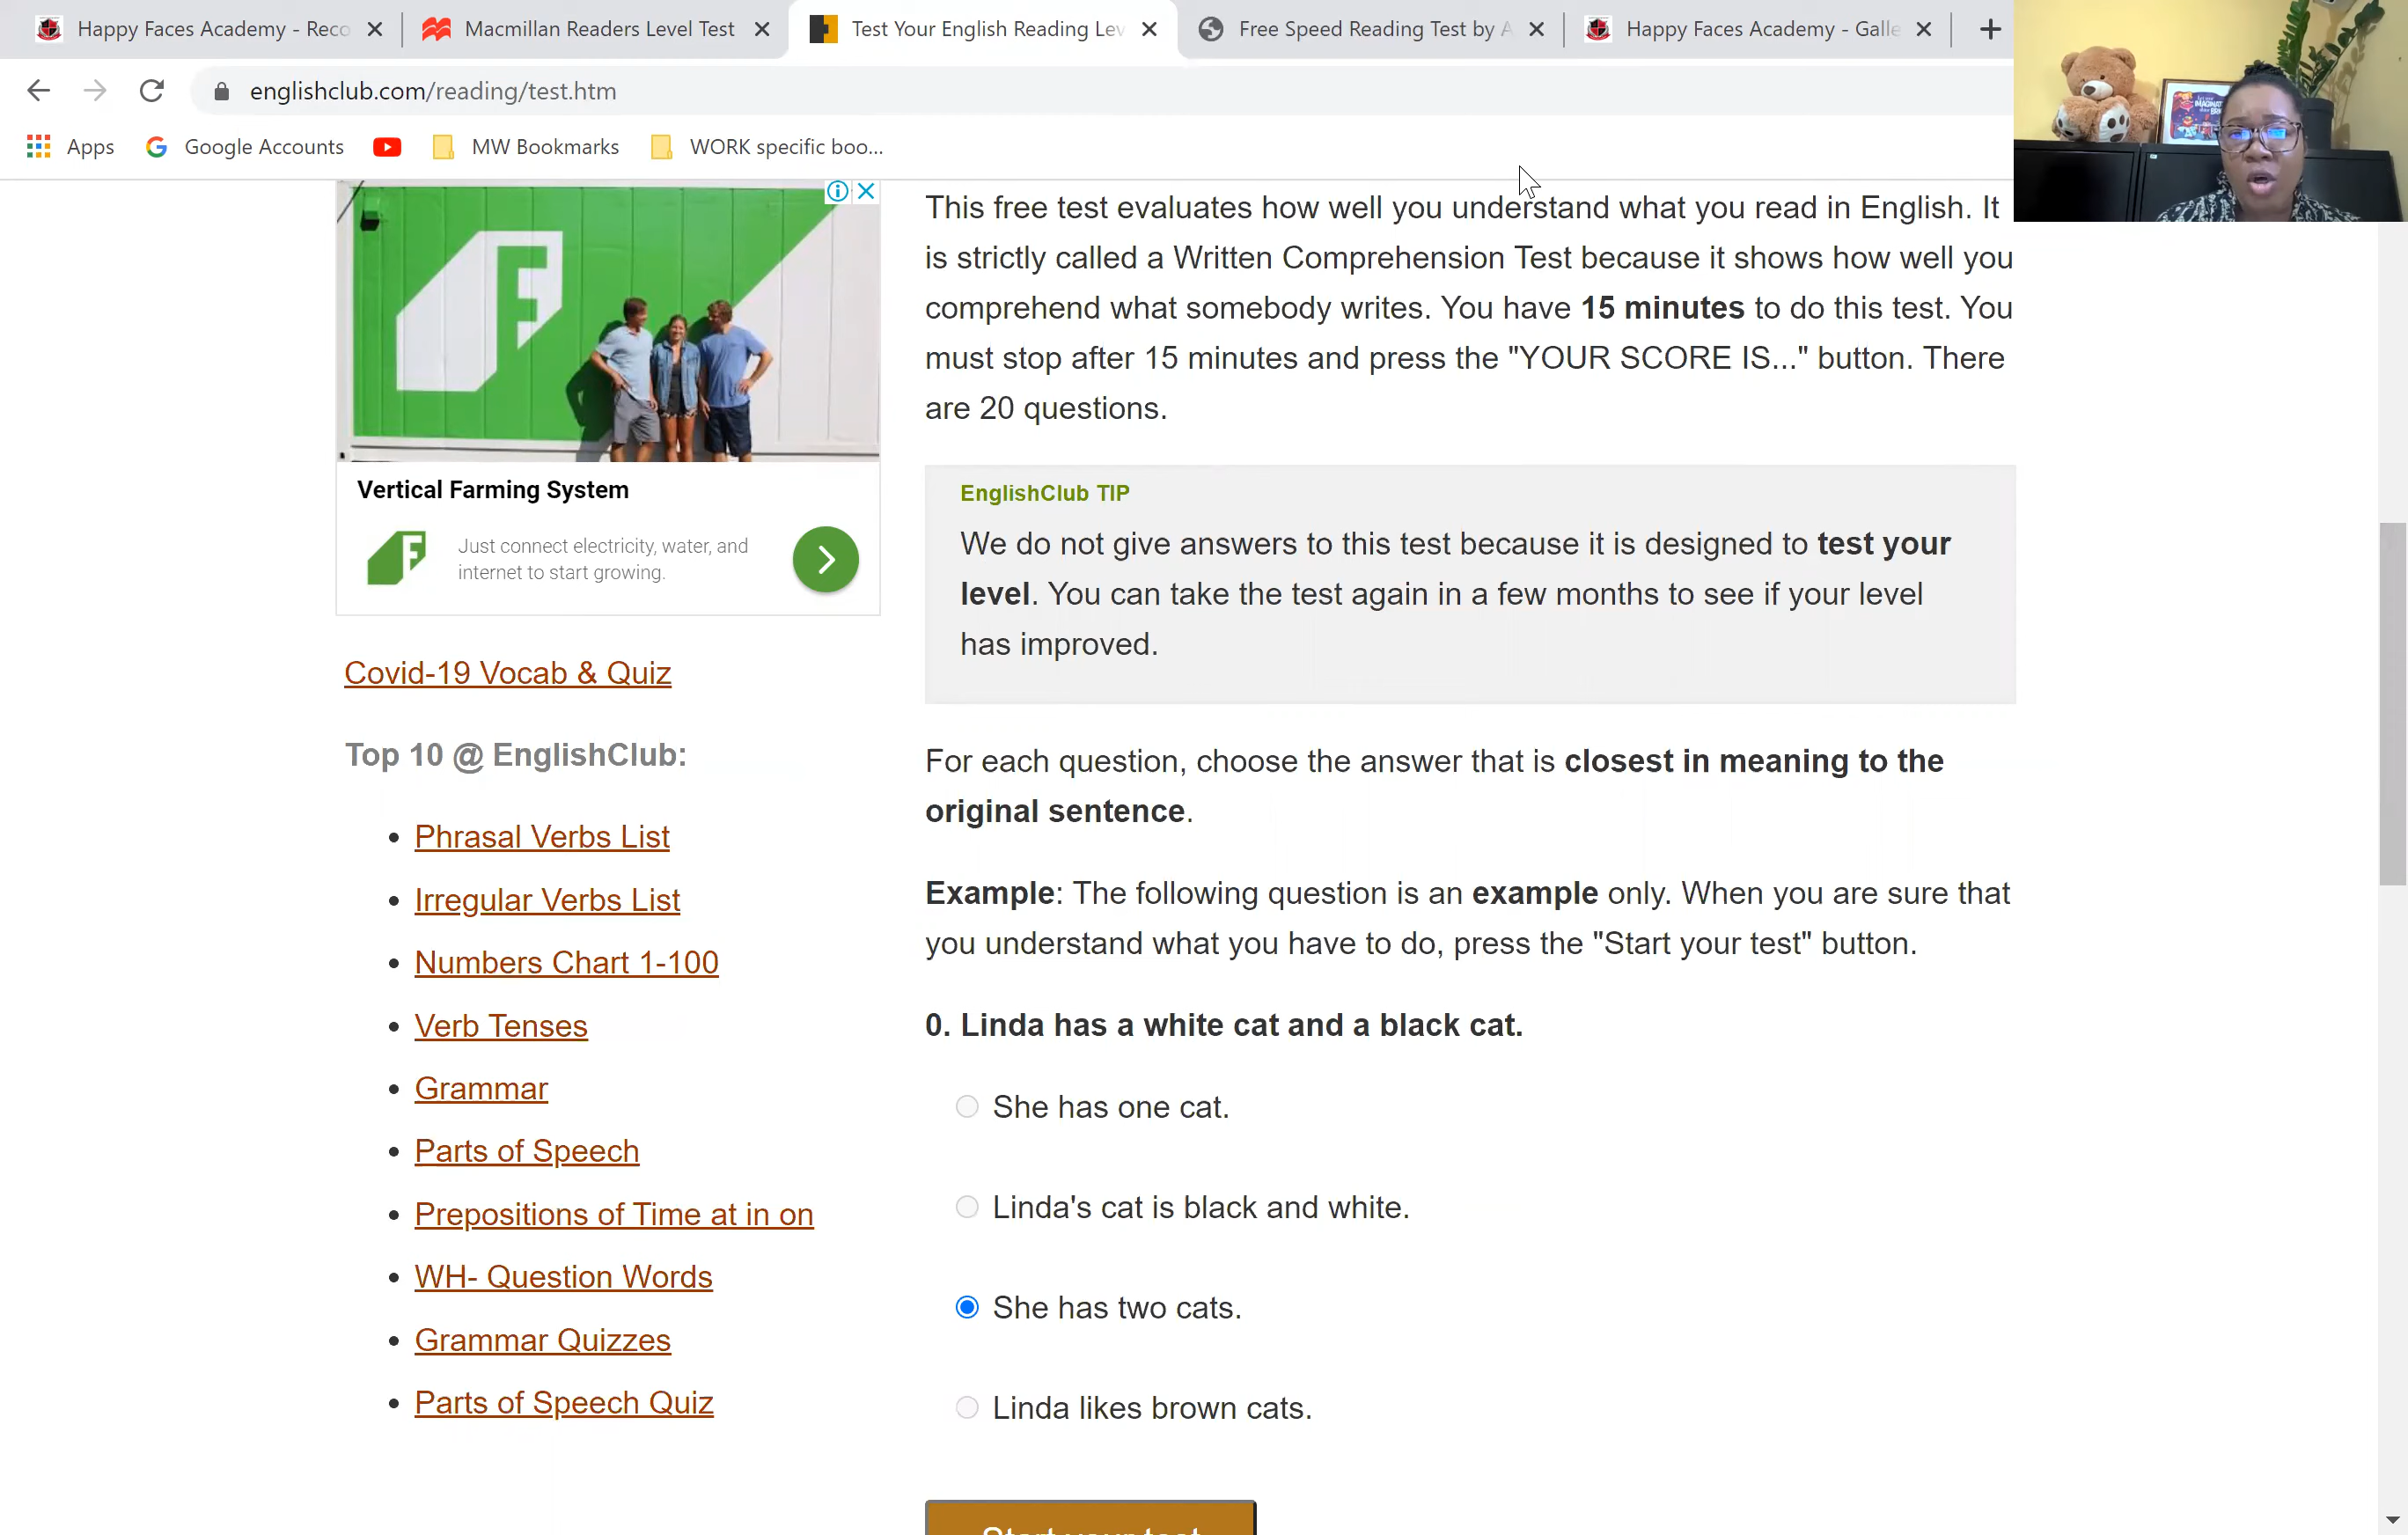 Happy Faces Academy - Reco
Macmillan Readers Level Test
Test Your English Reading Lev
Free Speed Reading Test by A
Happy Faces Academy - Galle
englishclub.com/reading/test.htm
Apps
Google Accounts
MW Bookmarks
WORK specific boo...
Vertical Farming System
Just connect electricity, water, and
internet to start growing.
Covid-19 Vocab & Quiz
Top 10 @ EnglishClub:
• Phrasal Verbs List
• Irregular Verbs List
• Numbers Chart 1-100
• Verb Tenses
• Grammar
• Parts of Speech
• Prepositions of Time at in on
• WH- Question Words
• Grammar Quizzes
• Parts of Speech Quiz
This free test evaluates how well you understand what you read in English. It
is strictly called a Written Comprehension Test because it shows how well you
comprehend what somebody writes. You have 15 minutes to do this test. You
must stop after 15 minutes and press the "YOUR SCORE IS..." button. There
are 20 questions.
EnglishClub TIP
We do not give answers to this test because it is designed to test your
level. You can take the test again in a few months to see if your level
has improved.
For each question, choose the answer that is closest in meaning to the
original sentence.
Example: The following question is an example only. When you are sure that
you understand what you have to do, press the "Start your test" button.
0. Linda has a white cat and a black cat.
She has one cat.
Linda's cat is black and white.
She has two cats.
Linda likes brown cats.
Start your test